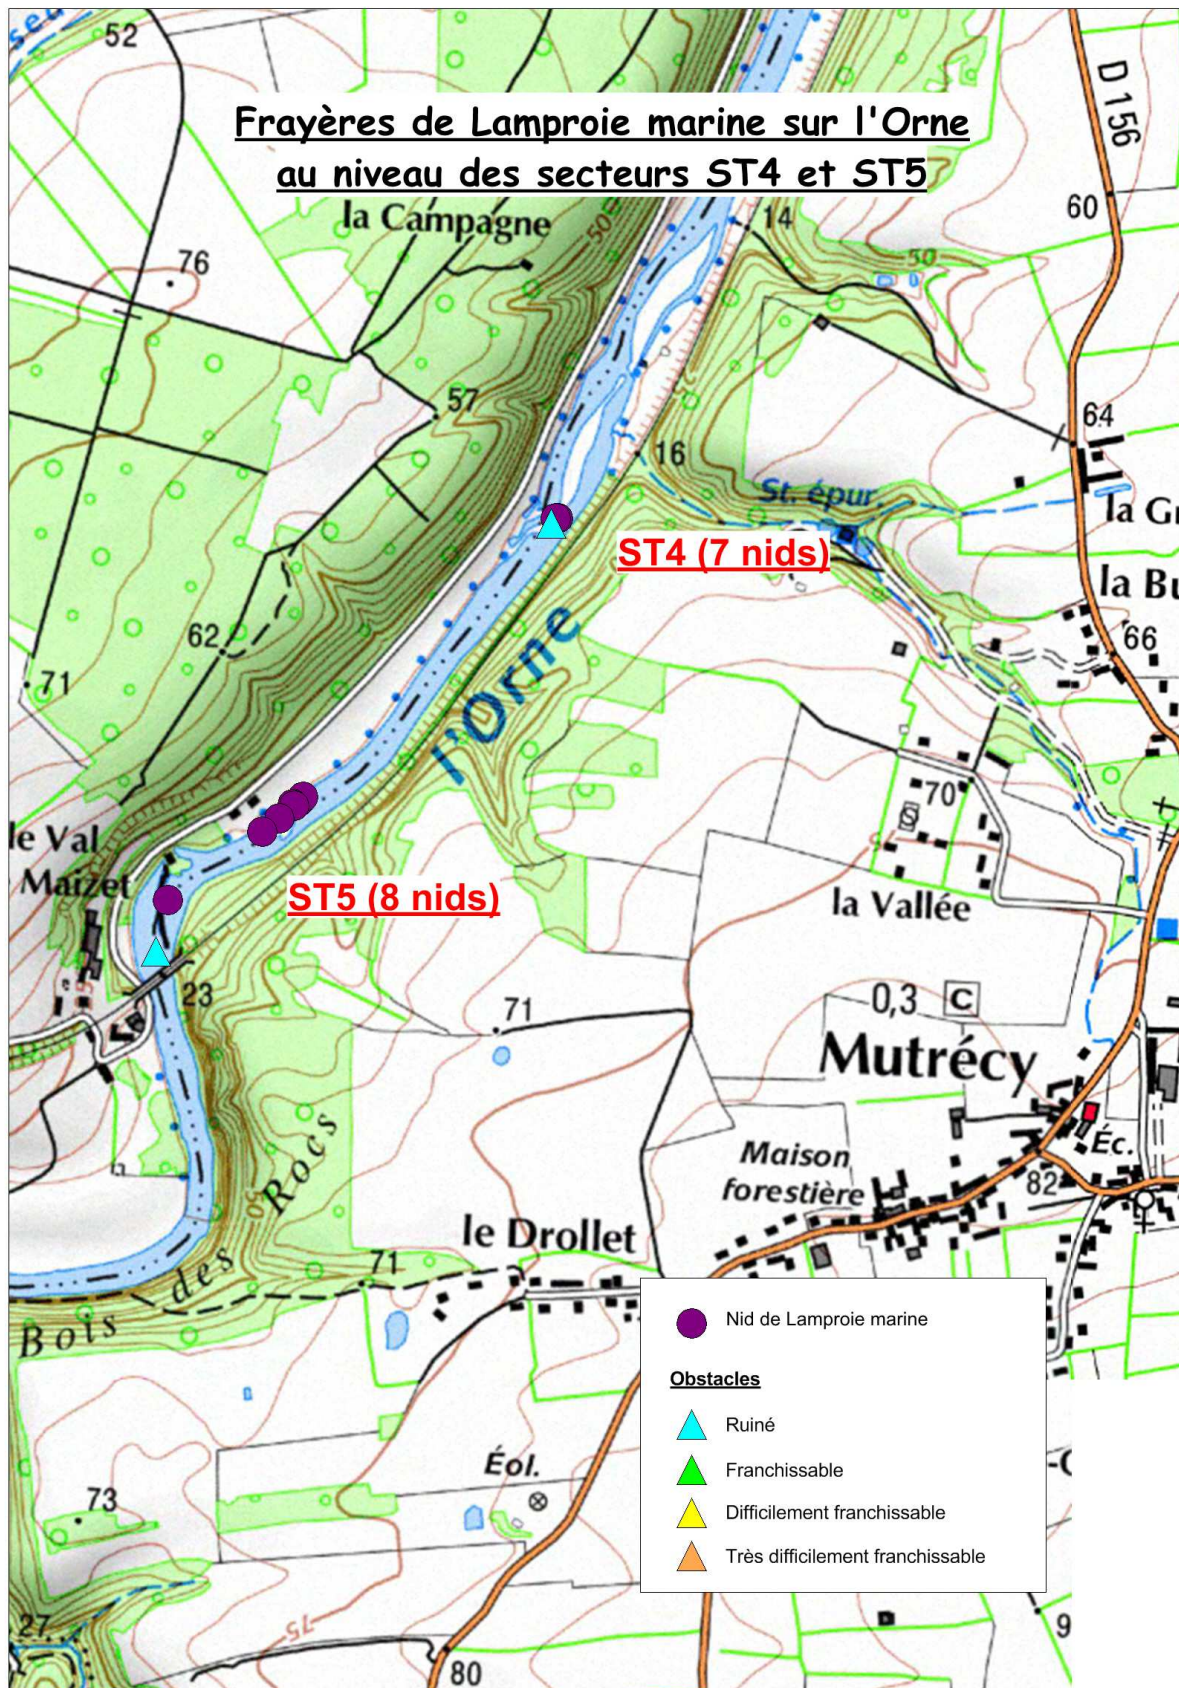 52
D 156
Frayères de Lamproie marine sur l'Orne
au niveau des secteurs ST4 et ST5
la Campagne
14
60
50
50
76
57
64
16
St. épur.
la Gr
ST4 (7 nids)
la Bu
62
66
71
l'Orne
70
le Val
Maizet
ST5 (8 nids)
la Vallée
23
71
0,3
C
Mutrécy
Maison
forestière
Éc.
82
le Drollet
50
71
Bois des Rocs
Nid de Lamproie marine
Obstacles
Ruiné
Franchissable
Difficilement franchissable
Très difficilement franchissable
Éol.
73
27
75
80
9